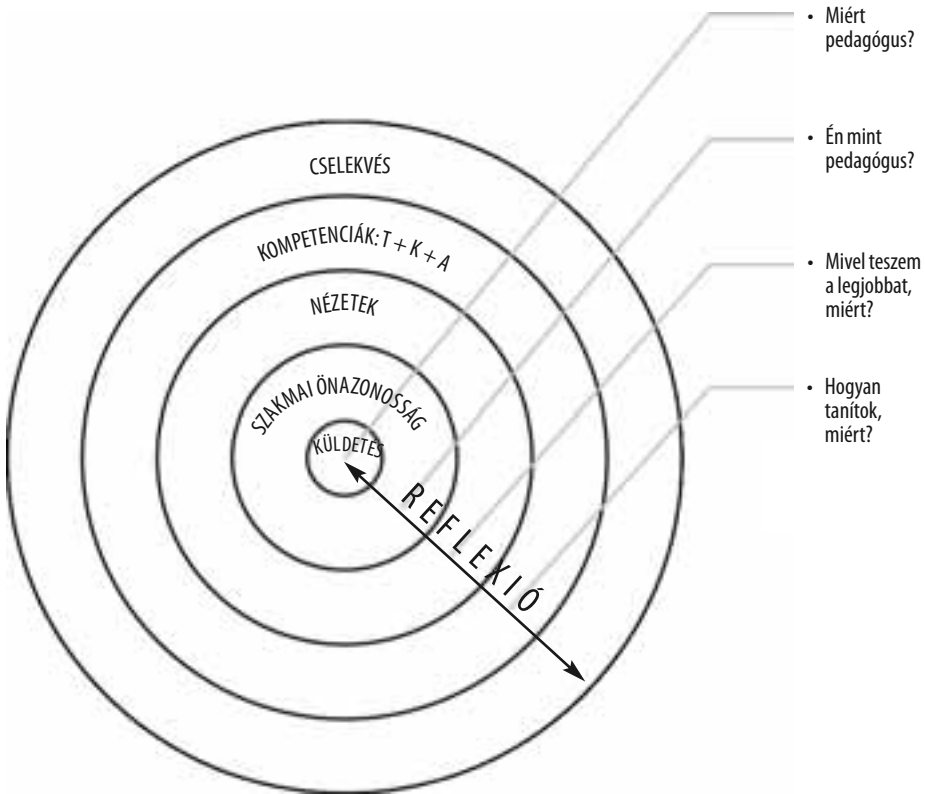 • Miért
pedagógus?
• Én mint
pedagógus?
• Mivel teszem
a legjobbat,
miért?
• Hogyan
tanítok,
miért?
CSELEKVÉS
KOMPETENCIÁK: T + K + A
NÉZETEK
SZAKMAI ÖNAZONOSSÁG
KÜLDETÉS
REFLEXIÓ